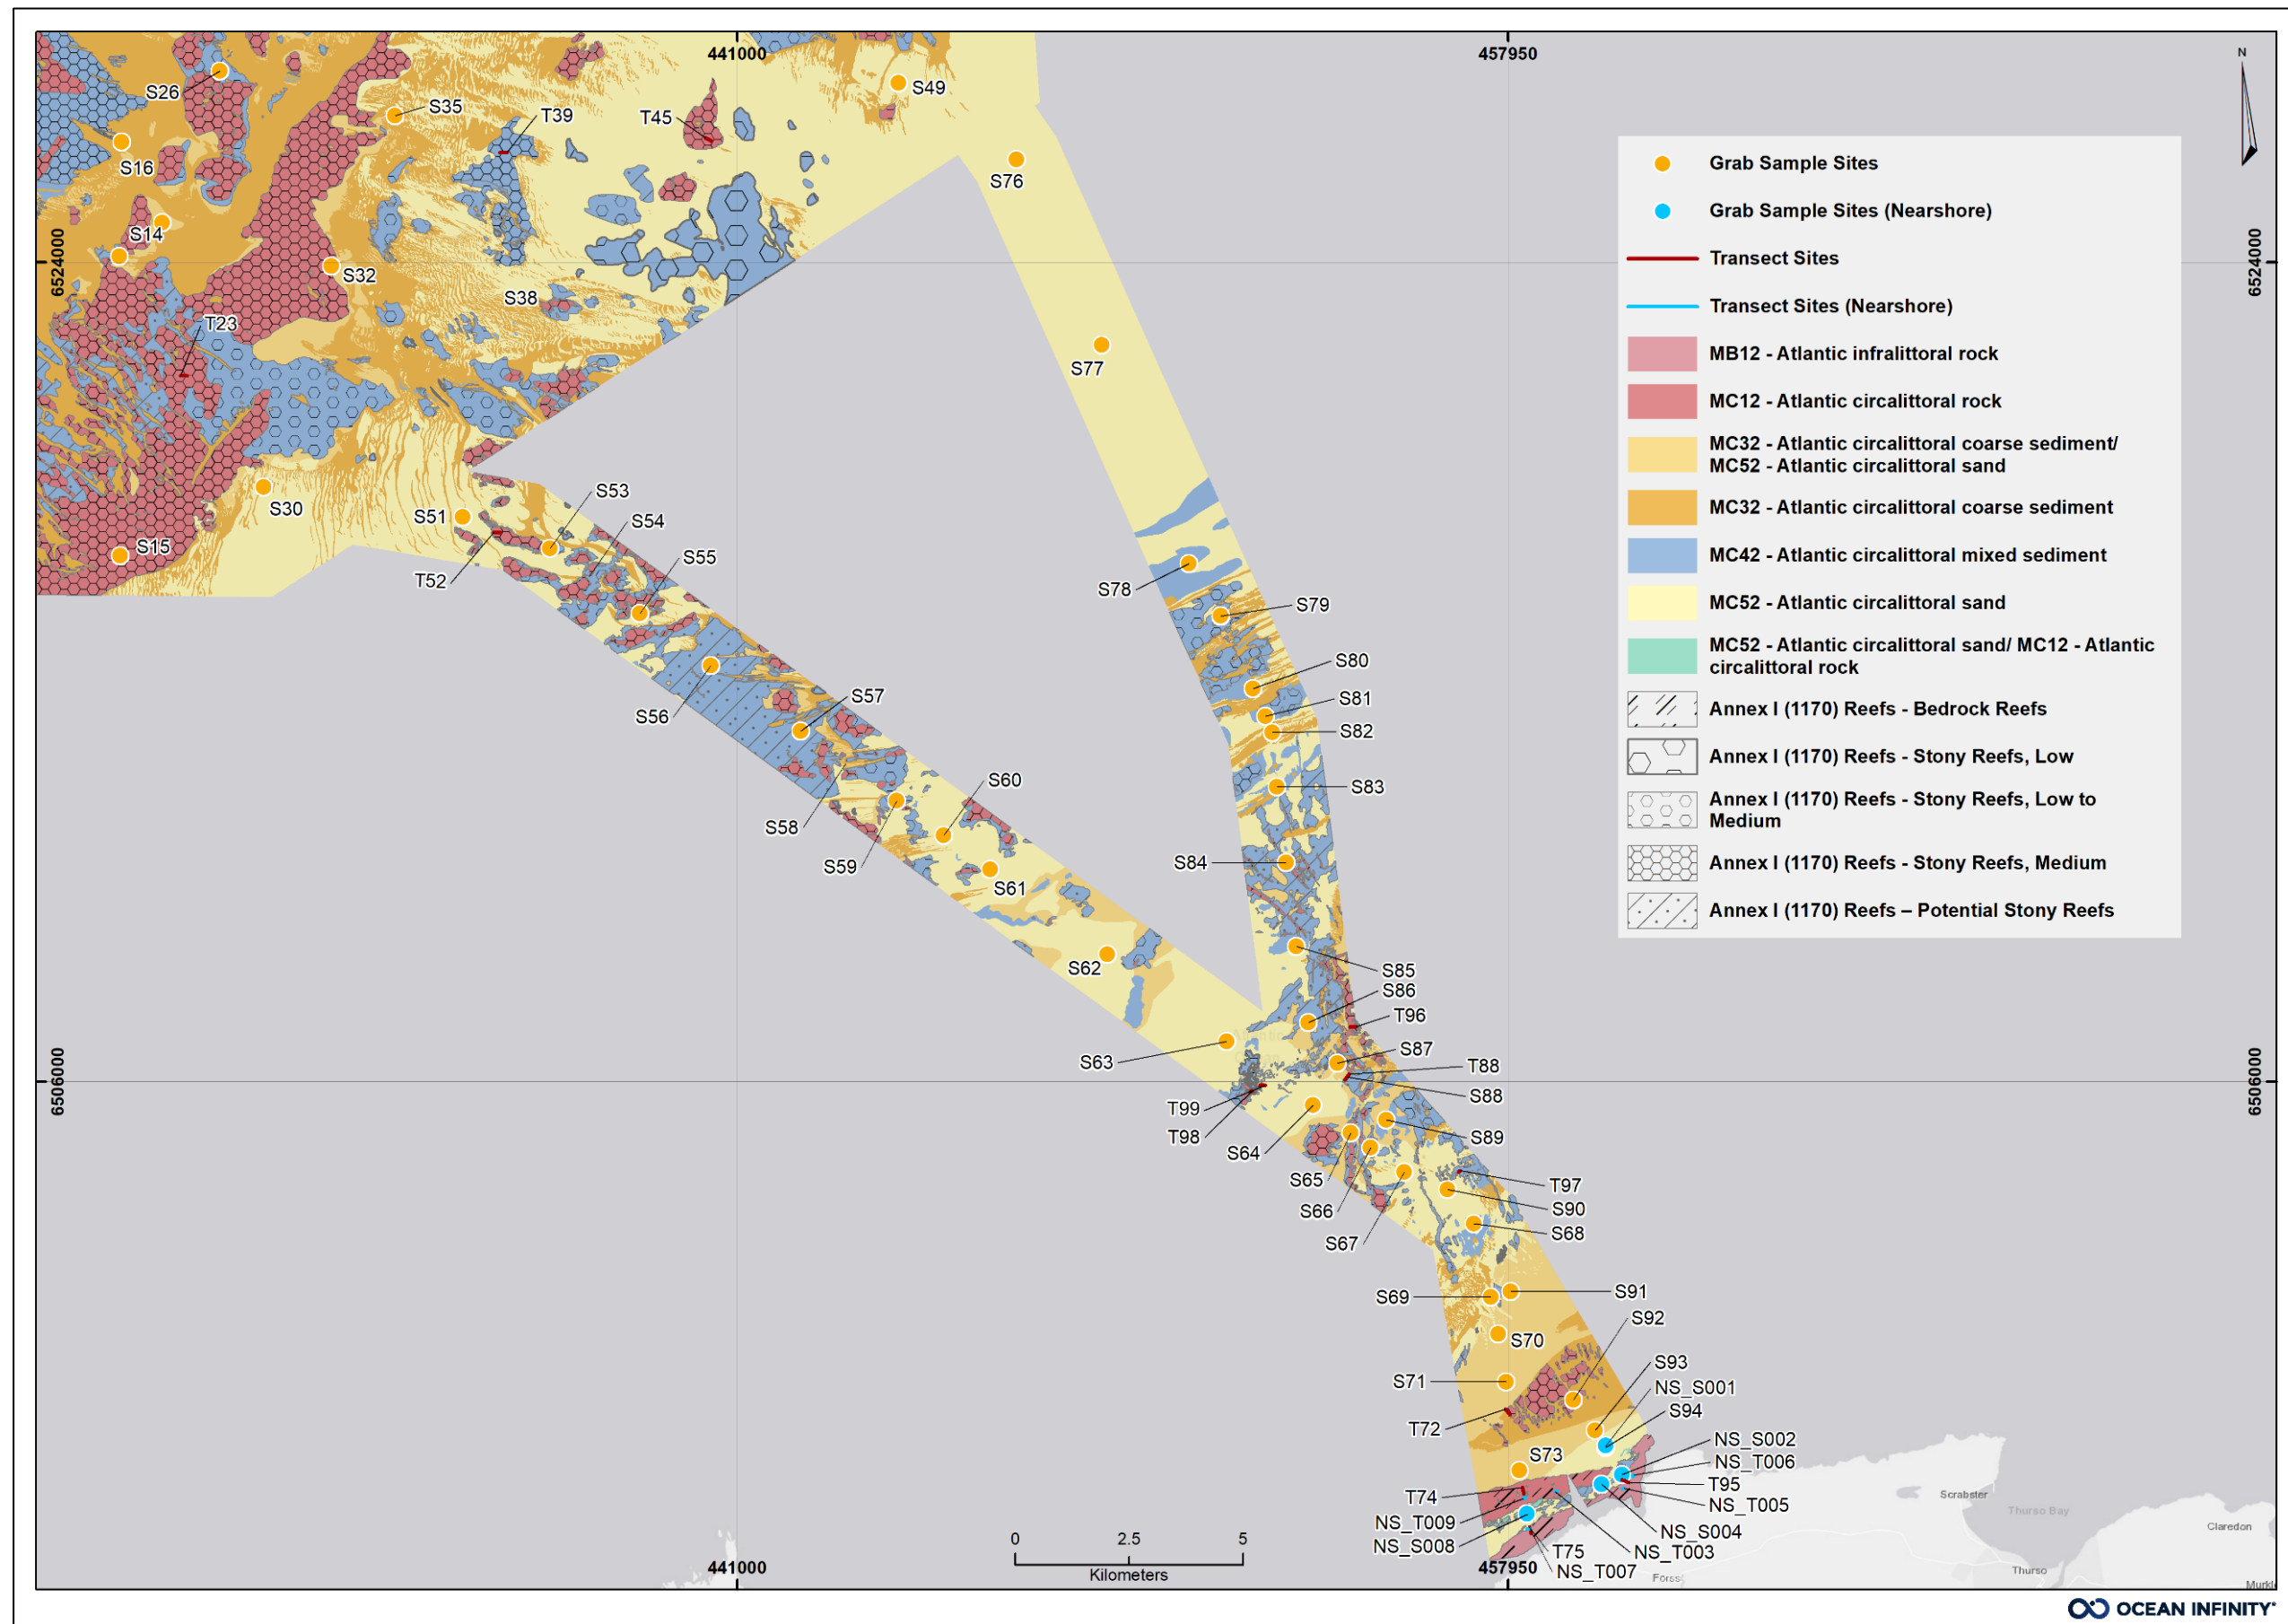 441000
457950
N
S26
S35
T39
T45
S49
S16
S76
S14
6524000
6524000
S32
S38
T23
S77
S30
S51
S53
S54
S55
S15
T52
S78
S79
S80
S56
S57
S81
S82
S60
S83
S58
S59
S84
S61
S62
S85
S86
T96
S63
S87
T88
S88
6506000
6506000
T99
T98
S89
S64
S65
T97
S66
S90
S67
S68
S69
S91
S92
S70
S93
S71
NS_S001
S94
T72
NS_S002
S73
NS_T006
T95
T74
NS_T005
NS_T009
NS_S004
NS_S008
T75
NS_T003
NS_T007
Grab Sample Sites
Grab Sample Sites (Nearshore)
Transect Sites
Transect Sites (Nearshore)
MB12 - Atlantic infralittoral rock
MC12 - Atlantic circalittoral rock
MC32 - Atlantic circalittoral coarse sediment/
MC52 - Atlantic circalittoral sand
MC32 - Atlantic circalittoral coarse sediment
MC42 - Atlantic circalittoral mixed sediment
MC52 - Atlantic circalittoral sand
MC52 - Atlantic circalittoral sand/ MC12 - Atlantic
circalittoral rock
Annex I (1170) Reefs - Bedrock Reefs
Annex I (1170) Reefs - Stony Reefs, Low
Annex I (1170) Reefs - Stony Reefs, Low to
Medium
Annex I (1170) Reefs - Stony Reefs, Medium
Annex I (1170) Reefs – Potential Stony Reefs
Scrabster
Thurso Bay
Claredon
Thurso
Forss
0 2.5 5
Kilometers
441000
457950
OCEAN INFINITY